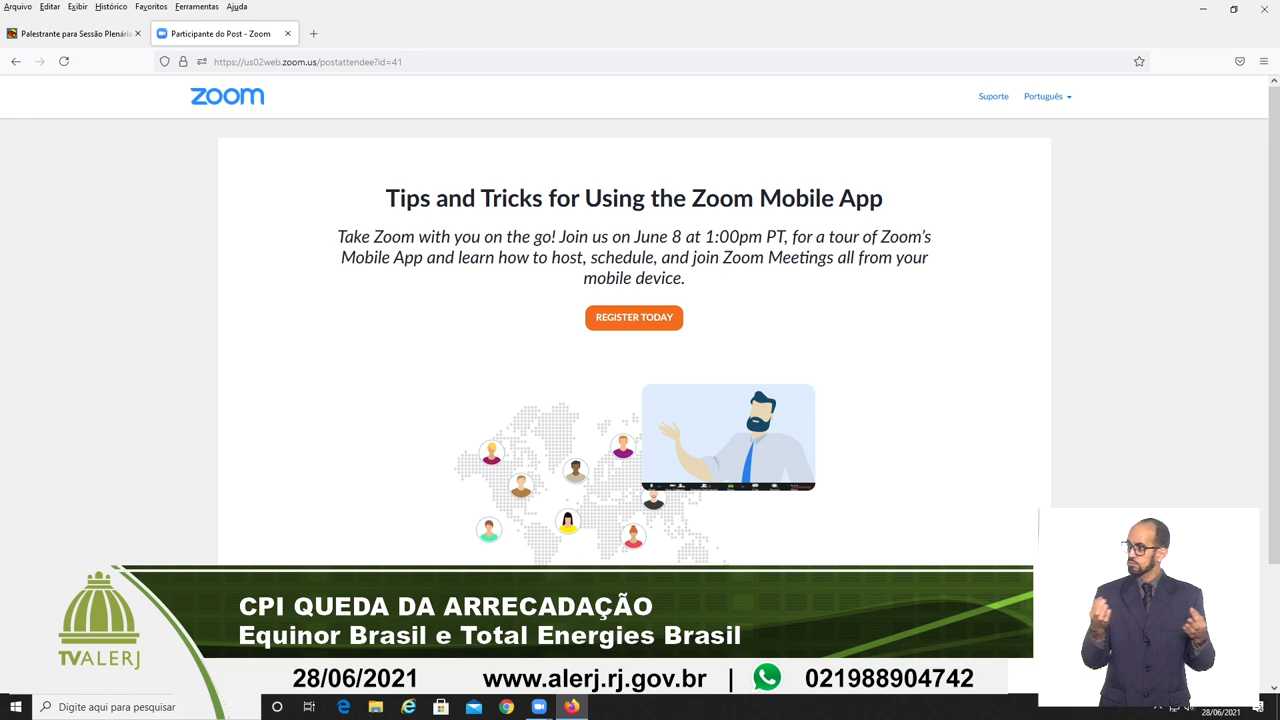 Arquivo Editar Exibir Histórico Favoritos Ferramentas Ajuda
Palestrante para Sessão Plenária
Participante do Post - Zoom
https://us02web.zoom.us/postattendee?id=41
zoom
Suporte
Português
Tips and Tricks for Using the Zoom Mobile App
Take Zoom with you on the go! Join us on June 8 at 1:00pm PT, for a tour of Zoom's
Mobile App and learn how to host, schedule, and join Zoom Meetings all from your
mobile device.
REGISTER TODAY
CPI QUEDA DA ARRECADAÇÃO
Equinor Brasil e Total Energies Brasil
TVALERJ
28/06/2021 www.alerj.rj.gov.br | 021988904742
Digite aqui para pesquisar
28/06/2021